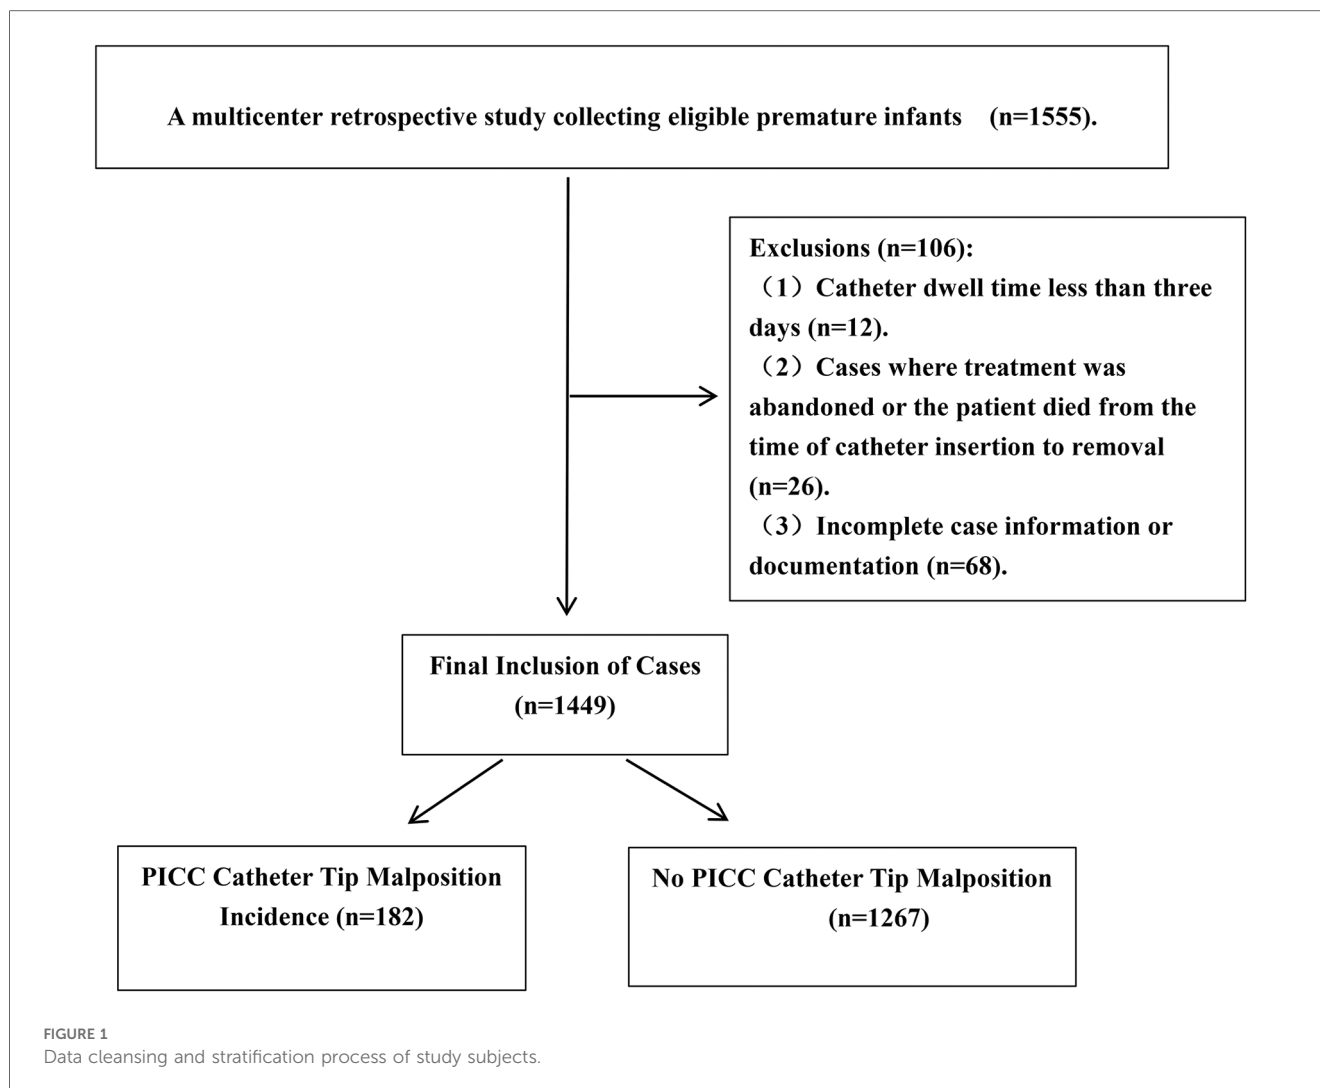 A multicenter retrospective study collecting eligible premature infants (n=1555).
Exclusions (n=106):
（1）Catheter dwell time less than three
days (n=12).
（2）Cases where treatment was
abandoned or the patient died from the
time of catheter insertion to removal
(n=26).
（3）Incomplete case information or
documentation (n=68).
Final Inclusion of Cases
(n=1449)
PICC Catheter Tip Malposition
Incidence (n=182)
No PICC Catheter Tip Malposition
(n=1267)
FIGURE 1
Data cleansing and stratification process of study subjects.